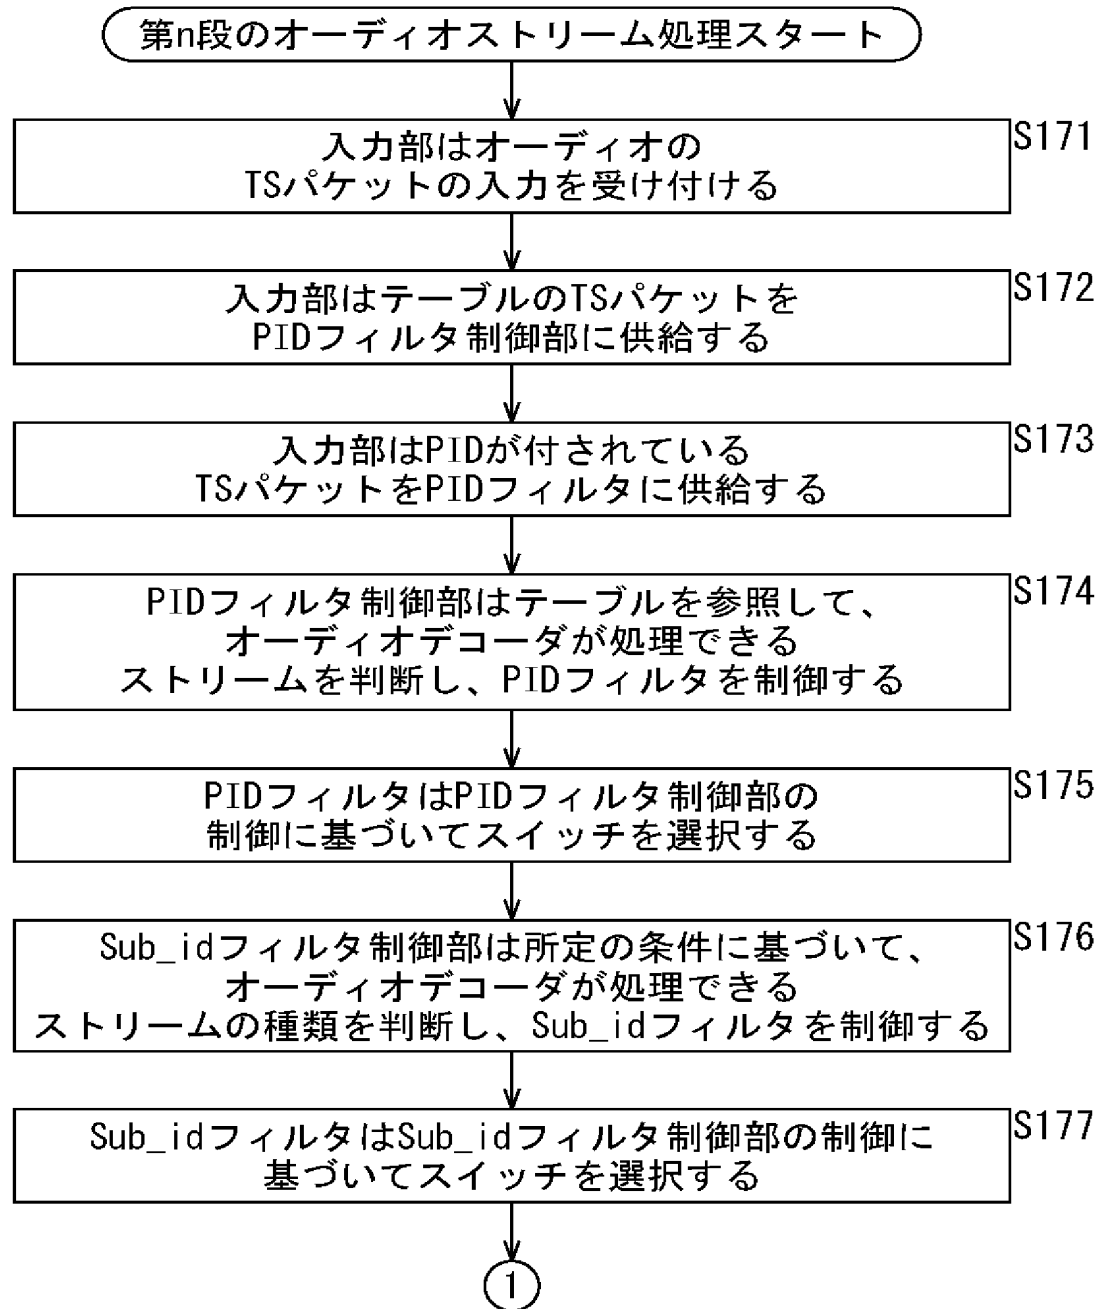 第n段のオーディオストリーム処理スタート
S171
入力部はオーディオの
TSパケットの入力を受け付ける
S172
入力部はテーブルのTSパケットを
PIDフィルタ制御部に供給する
S173
入力部はPIDが付されている
TSパケットをPIDフィルタに供給する
S174
PIDフィルタ制御部はテーブルを参照して、
オーディオデコーダが処理できる
ストリームを判断し、PIDフィルタを制御する
S175
PIDフィルタはPIDフィルタ制御部の
制御に基づいてスイッチを選択する
S176
Sub_idフィルタ制御部は所定の条件に基づいて、
オーディオデコーダが処理できる
ストリームの種類を判断し、Sub_idフィルタを制御する
S177
Sub_idフィルタはSub_idフィルタ制御部の制御に
基づいてスイッチを選択する
1